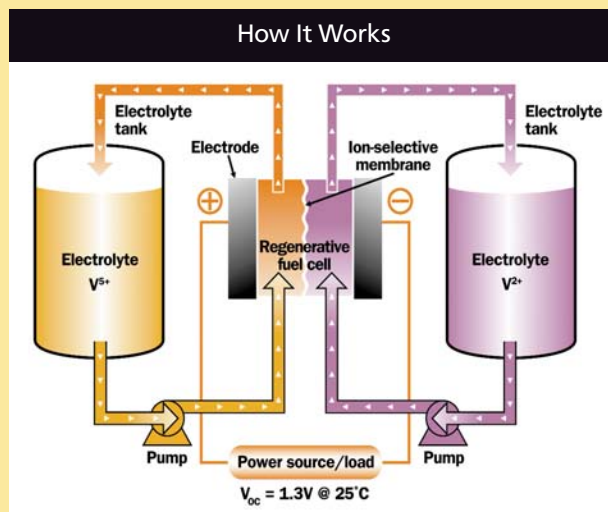 How It Works
Electrolyte
tank
Electrode
Ion-selective
membrane
Electrolyte
tank
+
−
Electrolyte
V⁵⁺
Regenerative
fuel cell
Electrolyte
V²⁺
Pump
Power source/load
Pump
Voc = 1.3V @ 25°C